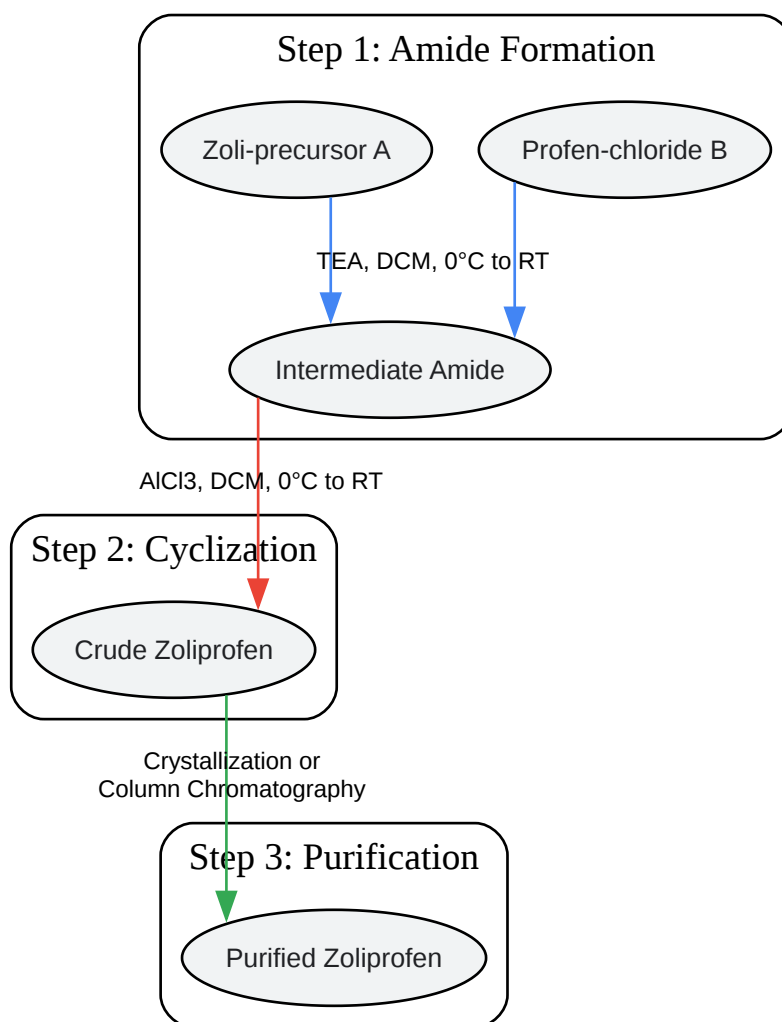 Step 1: Amide Formation
Zoli-precursor A
Profen-chloride B
TEA, DCM, 0°C to RT
Intermediate Amide
AlCl3, DCM, 0°C to RT
Step 2: Cyclization
Crude Zoliprofen
Crystallization or
Column Chromatography
Step 3: Purification
Purified Zoliprofen